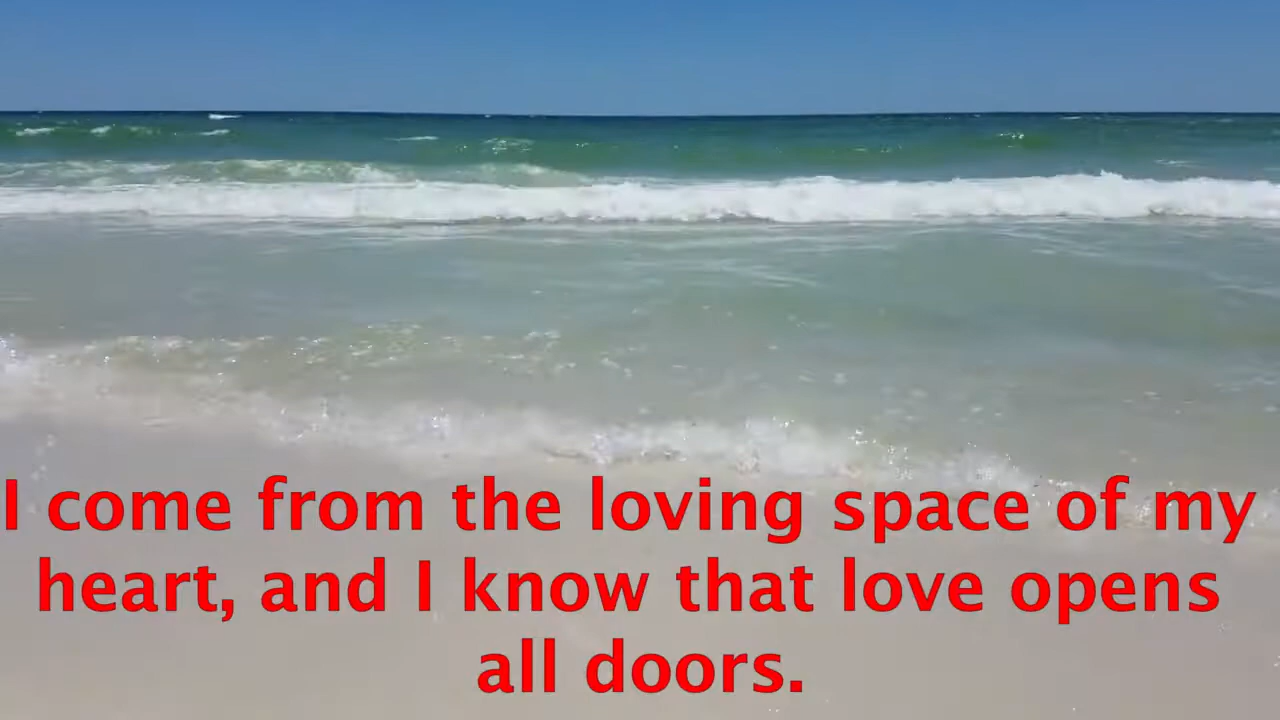 I come from the loving space of my
heart, and I know that love opens
all doors.